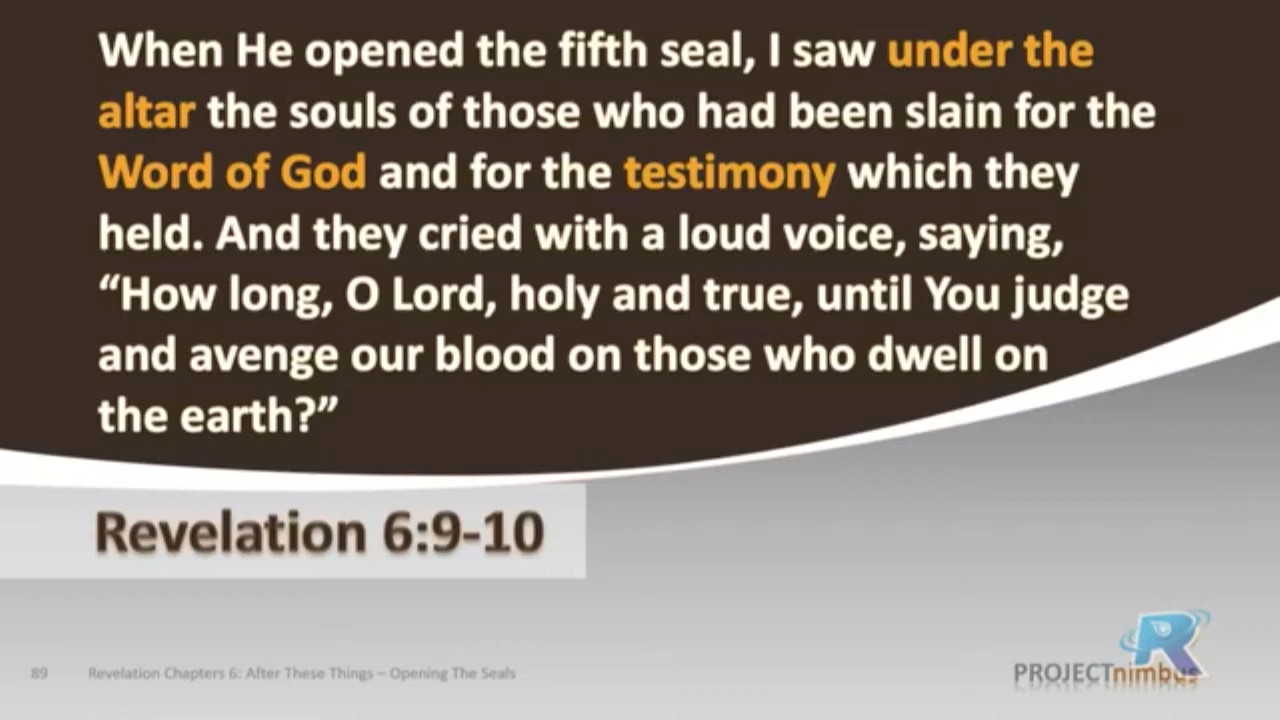 When He opened the fifth seal, I saw under the
altar the souls of those who had been slain for the
Word of God and for the testimony which they
held. And they cried with a loud voice, saying,
“How long, O Lord, holy and true, until You judge
and avenge our blood on those who dwell on
the earth?”
Revelation 6:9-10
89 Revelation Chapters 6: After These Things – Opening The Seals
PROJECTnimbus